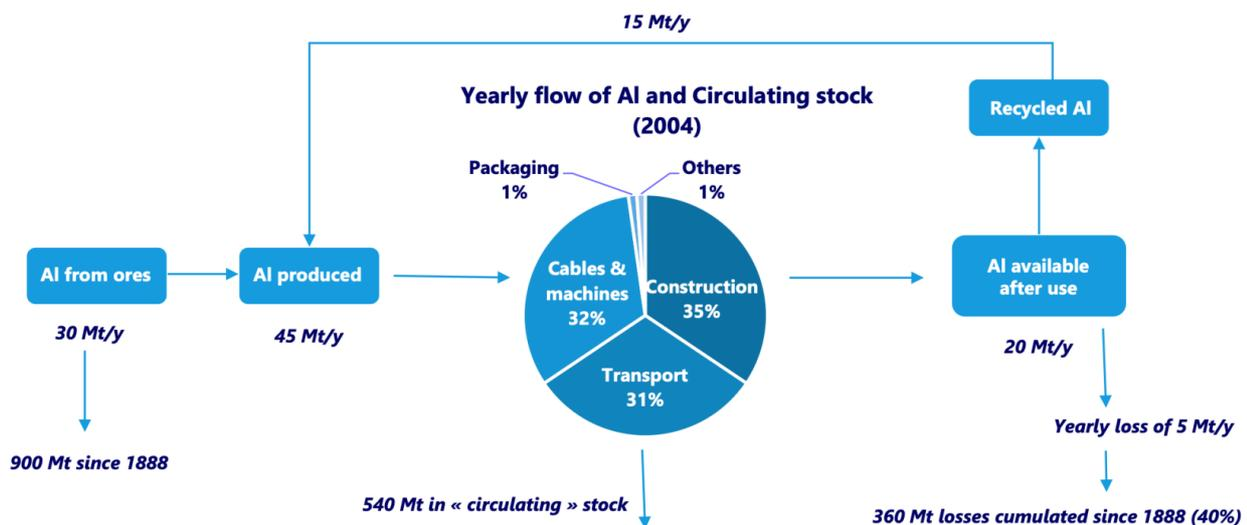 15 Mt/y
Yearly flow of Al and Circulating stock
(2004)
Recycled Al
Packaging
1%
Others
1%
Al from ores
Al produced
Cables &
machines
32%
Construction
35%
Al available
after use
30 Mt/y
45 Mt/y
20 Mt/y
Transport
31%
Yearly loss of 5 Mt/y
900 Mt since 1888
540 Mt in « circulating » stock
360 Mt losses cumulated since 1888 (40%)